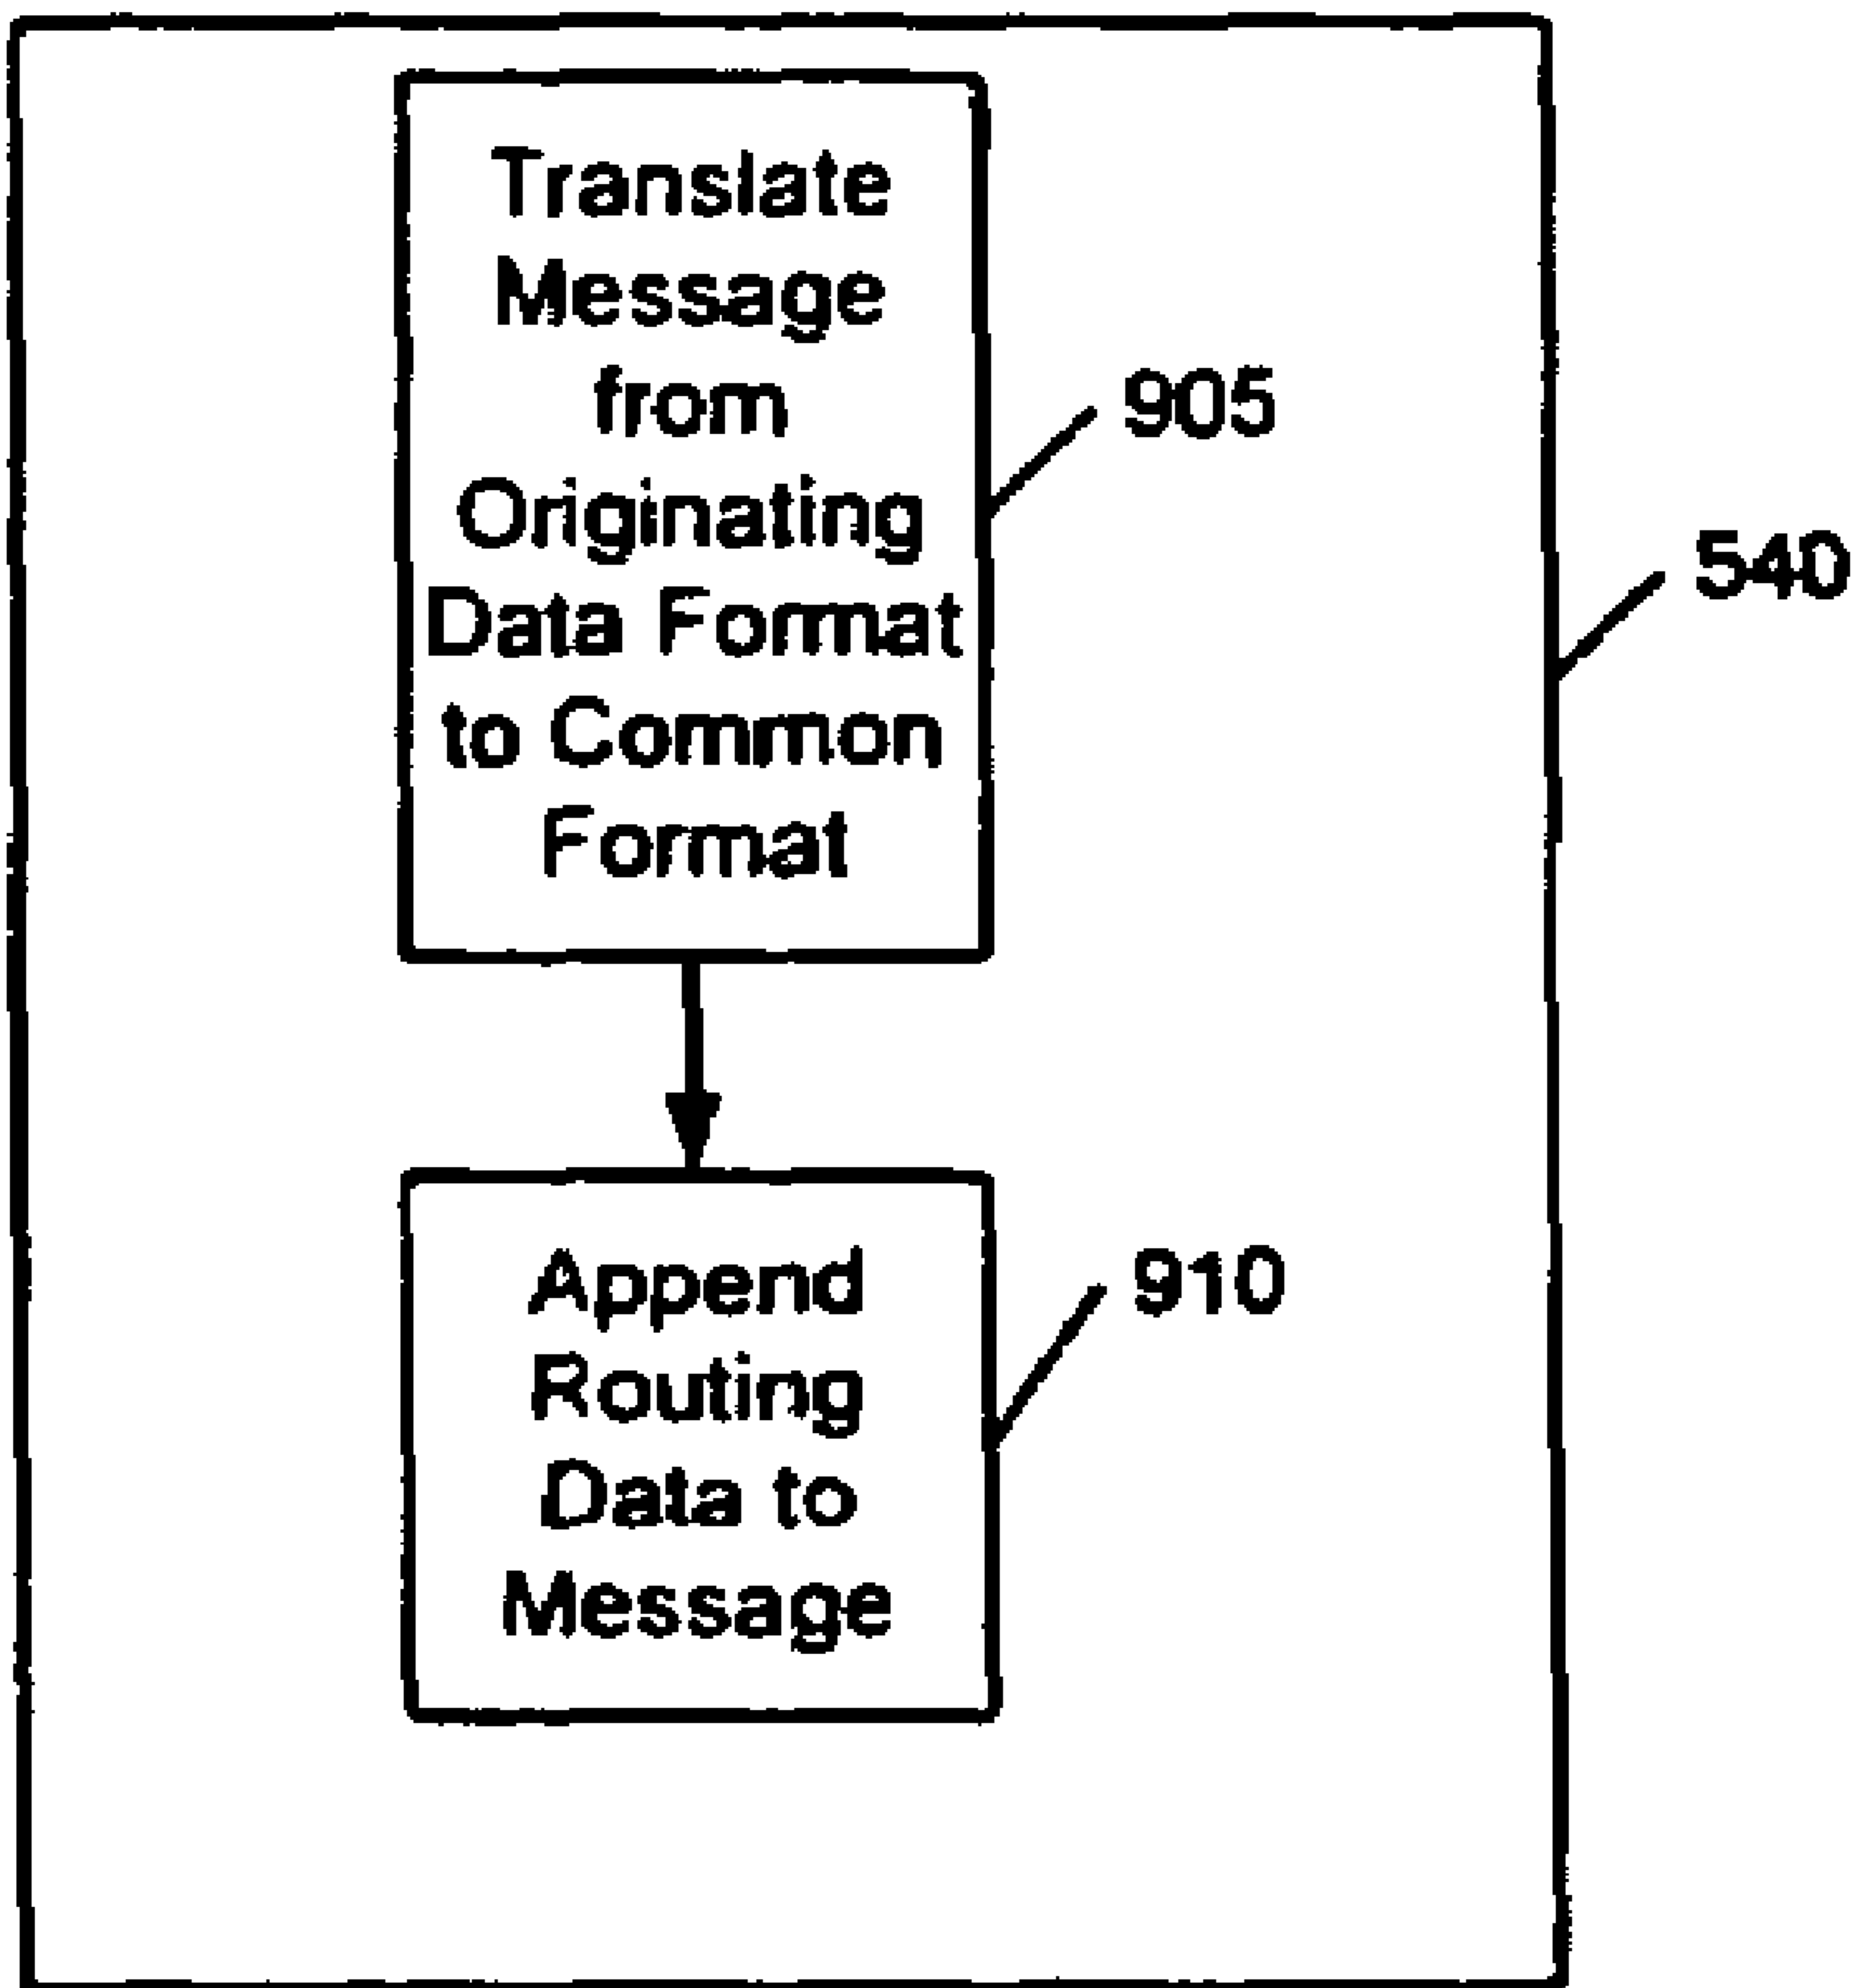 Translate
Message
from
Originating
Data Format
to Common
Format
905
540
Append
Routing
Data to
Message
910